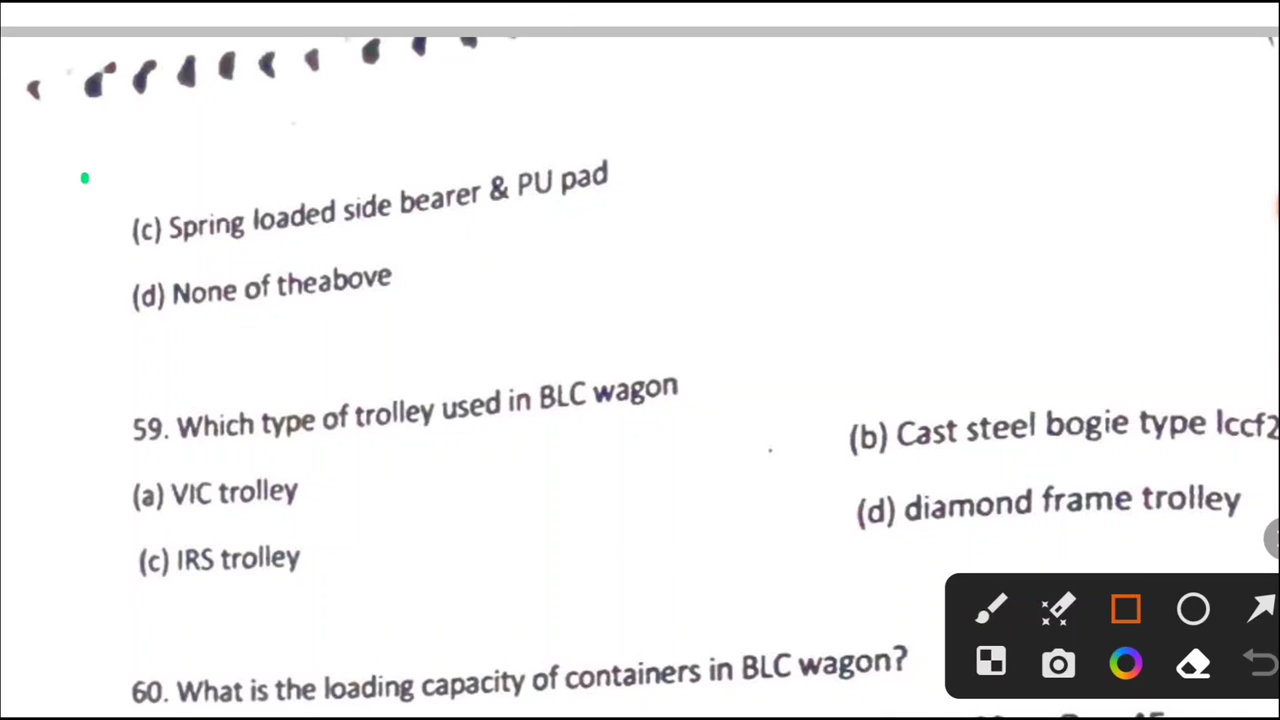 (c) Spring loaded side bearer & PU pad
(d) None of theabove
59. Which type of trolley used in BLC wagon
(a) VIC trolley
(b) Cast steel bogie type lccf2
(c) IRS trolley
(d) diamond frame trolley
60. What is the loading capacity of containers in BLC wagon?